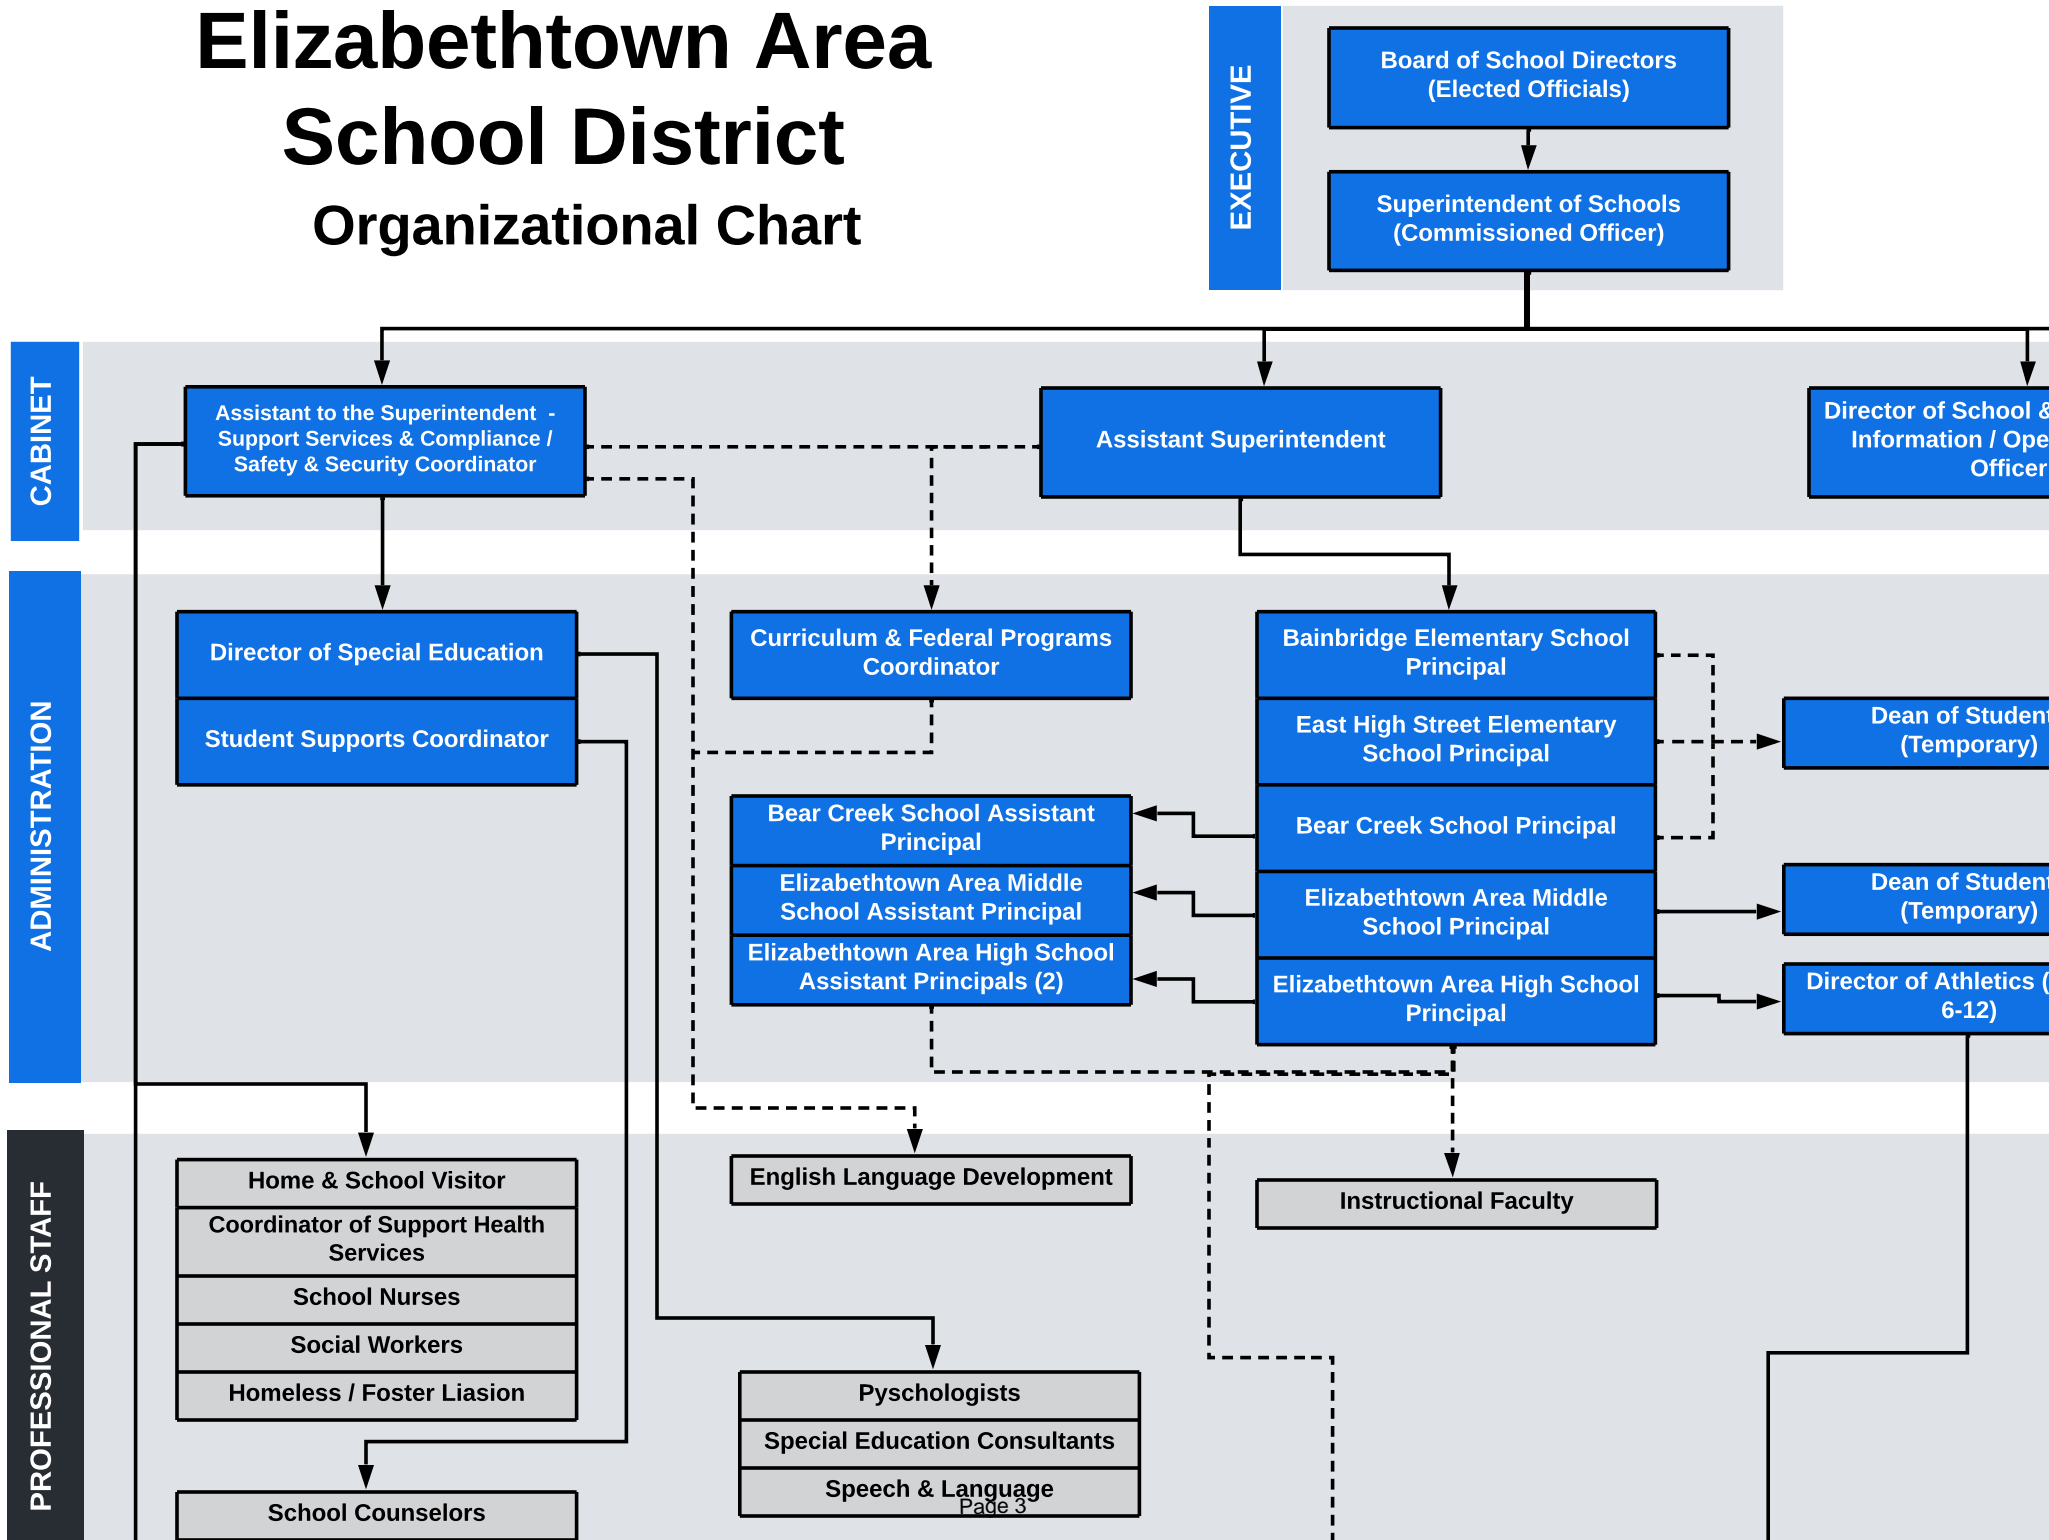 Elizabethtown Area
School District
Organizational Chart
EXECUTIVE
Board of School Directors
(Elected Officials)
Superintendent of Schools
(Commissioned Officer)
CABINET
Assistant to the Superintendent -
Support Services & Compliance /
Safety & Security Coordinator
Assistant Superintendent
Director of School &
Information / Ope
Officer
ADMINISTRATION
Director of Special Education
Student Supports Coordinator
Curriculum & Federal Programs
Coordinator
Bainbridge Elementary School
Principal
East High Street Elementary
School Principal
Bear Creek School Principal
Elizabethtown Area Middle
School Principal
Elizabethtown Area High School
Principal
Bear Creek School Assistant
Principal
Elizabethtown Area Middle
School Assistant Principal
Elizabethtown Area High School
Assistant Principals (2)
Dean of Student
(Temporary)
Dean of Student
(Temporary)
Director of Athletics (
6-12)
PROFESSIONAL STAFF
Home & School Visitor
Coordinator of Support Health
Services
School Nurses
Social Workers
Homeless / Foster Liasion
School Counselors
English Language Development
Instructional Faculty
Pyschologists
Special Education Consultants
Speech & Language
Page 3